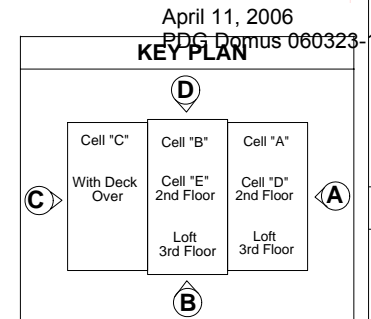 April 11, 2006
PDG Domus 060323-
KEY PLAN
D
Cell "C"
With Deck
Over
Cell "B"
Cell "E"
2nd Floor
Loft
3rd Floor
Cell "A"
Cell "D"
2nd Floor
Loft
3rd Floor
C
A
B